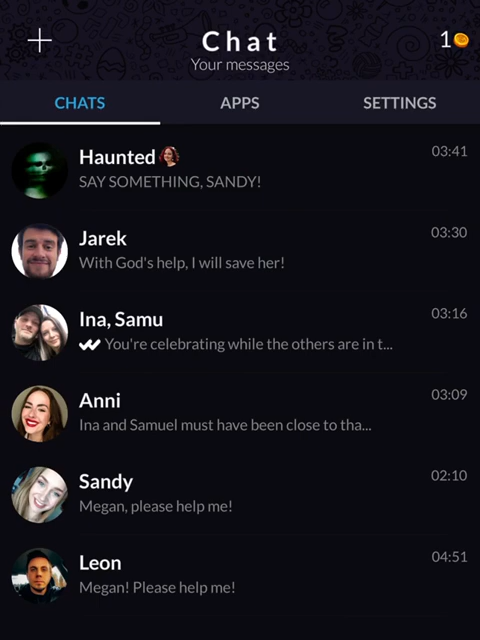 Chat
1
Your messages
CHATS APPS SETTINGS
Haunted 03:41
SAY SOMETHING, SANDY!
Jarek 03:30
With God's help, I will save her!
Ina, Samu 03:16
You're celebrating while the others are in t...
Anni 03:09
Ina and Samuel must have been close to tha...
Sandy 02:10
Megan, please help me!
Leon 04:51
Megan! Please help me!